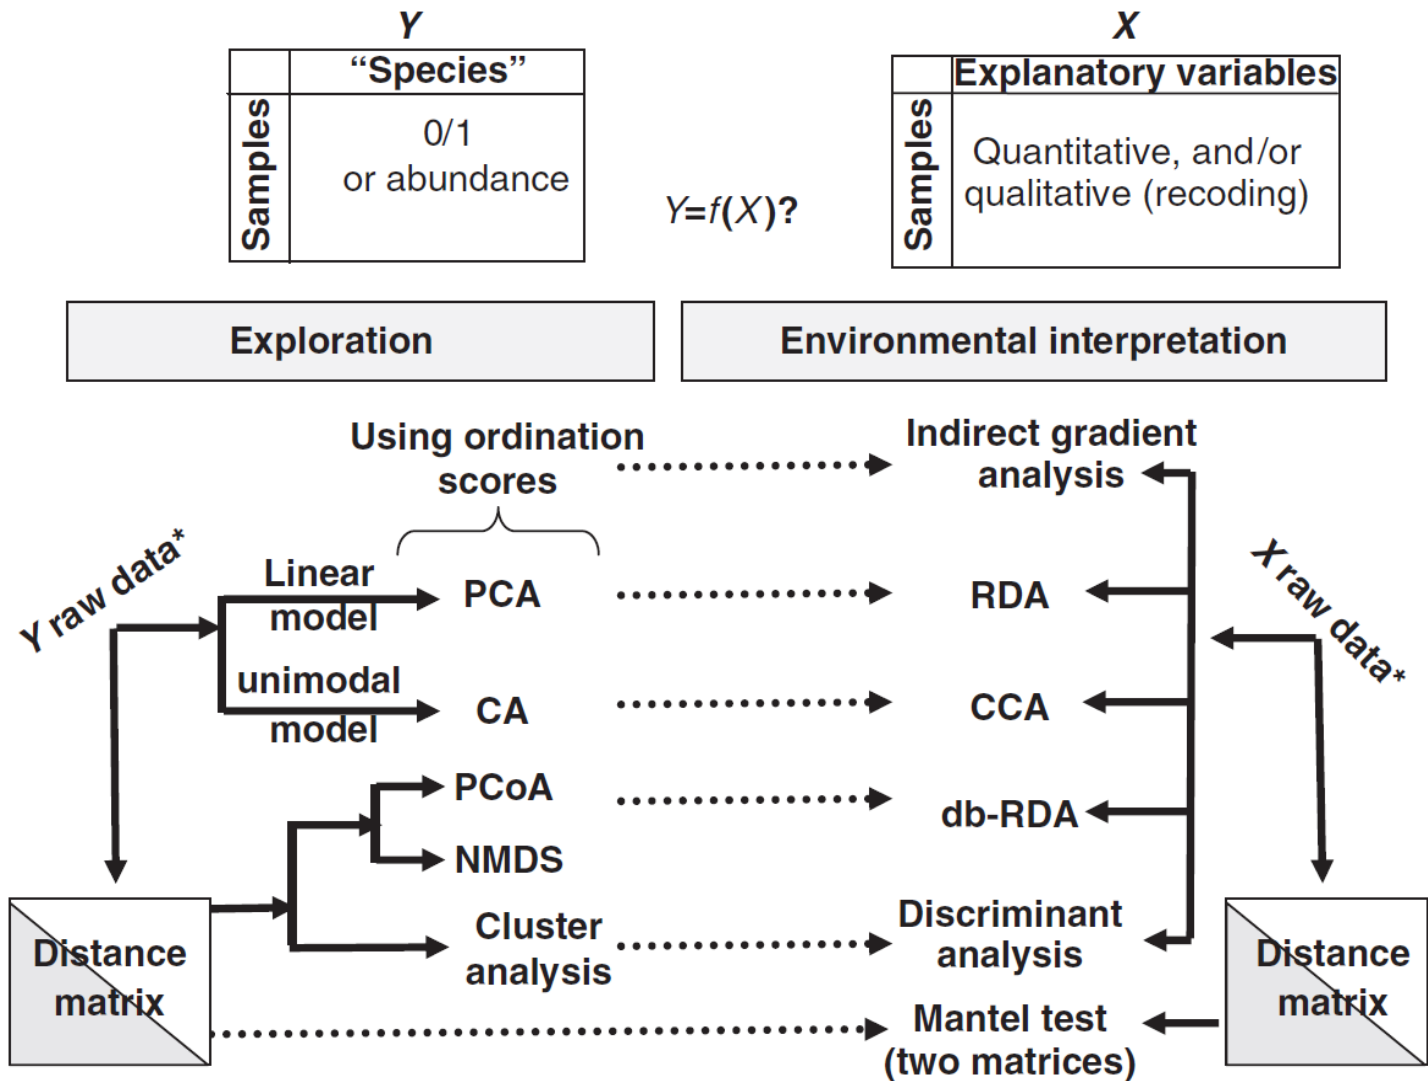 Y
X
"Species"
Samples
0/1
or abundance
Y=f(X)?
Explanatory variables
Samples
Quantitative, and/or
qualitative (recoding)
Exploration
Environmental interpretation
Using ordination
scores
Indirect gradient
analysis
Y raw data*
X raw data*
Linear
model
PCA
RDA
unimodal
model
CA
CCA
PCoA
db-RDA
NMDS
Cluster
analysis
Discriminant
analysis
Distance
matrix
Distance
matrix
Mantel test
(two matrices)